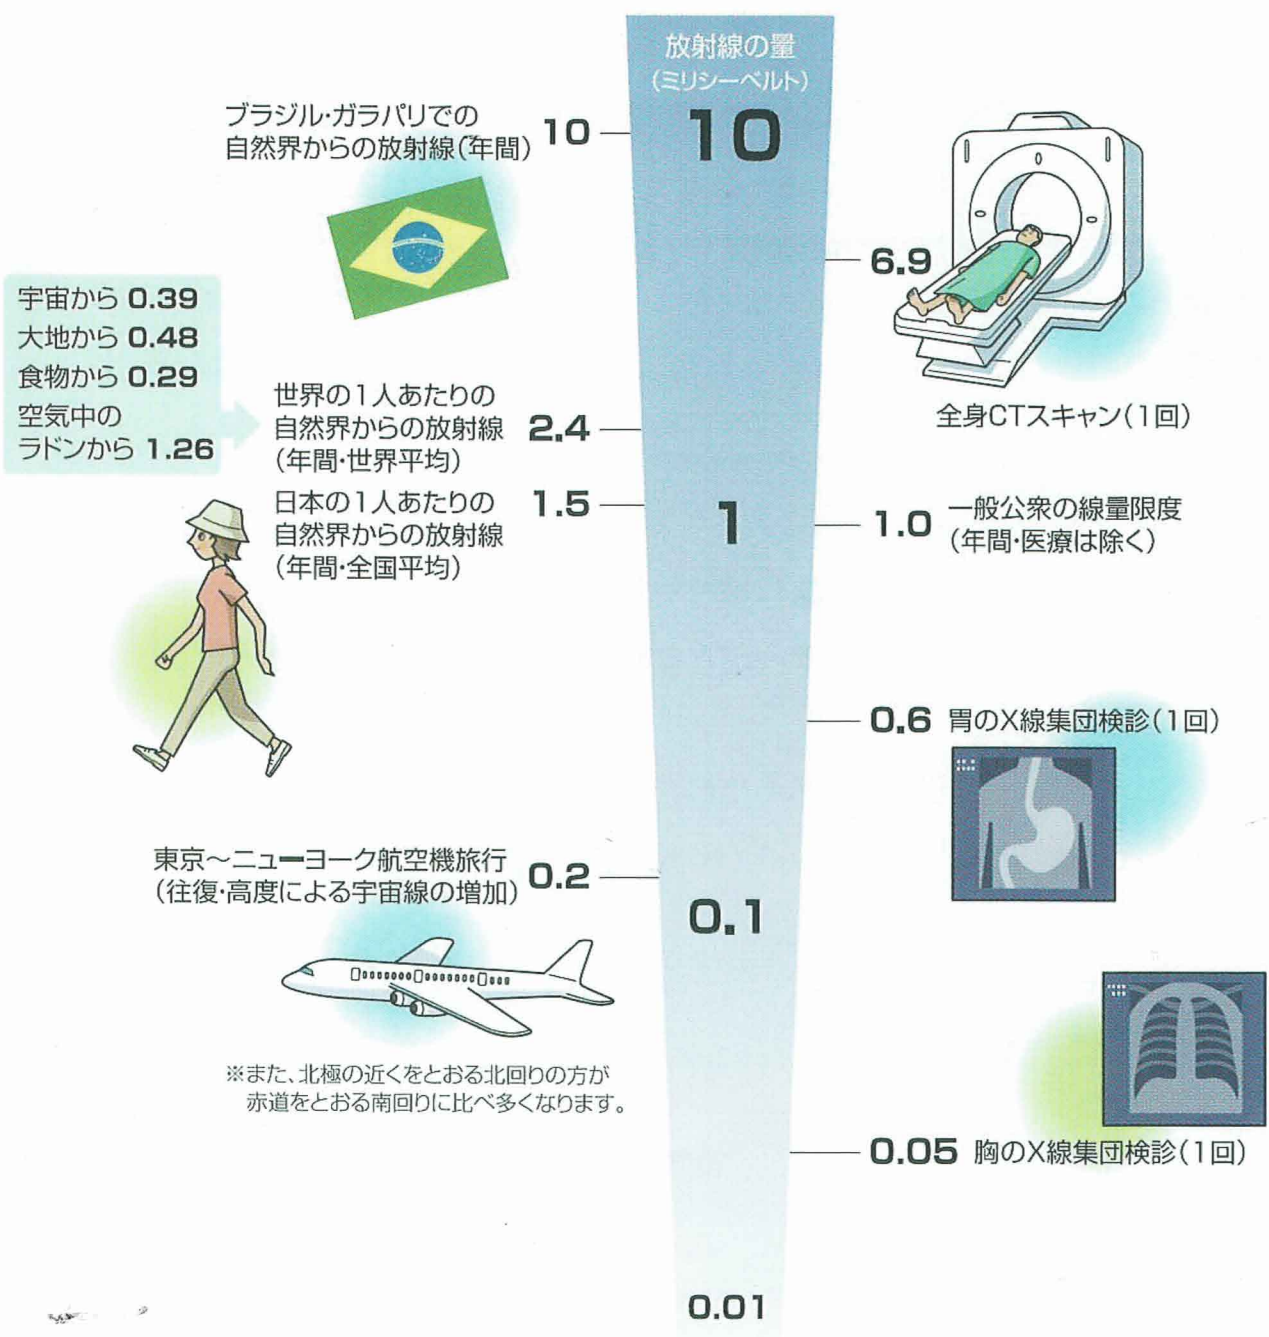 放射線の量
(ミリシーベルト)
10
ブラジル・ガラパリでの
自然界からの放射線(年間) 10
6.9
全身CTスキャン(1回)
宇宙から 0.39
大地から 0.48
食物から 0.29
空気中の
ラドンから 1.26
世界の1人あたりの
自然界からの放射線 2.4
(年間・世界平均)
日本の1人あたりの 1.5
自然界からの放射線
(年間・全国平均)
1
1.0 一般公衆の線量限度
(年間・医療は除く)
0.6 胃のX線集団検診(1回)
東京～ニューヨーク航空機旅行
(往復・高度による宇宙線の増加) 0.2
0.1
※また、北極の近くをとおる北回りの方が
赤道をとおる南回りに比べ多くなります。
0.05 胸のX線集団検診(1回)
0.01